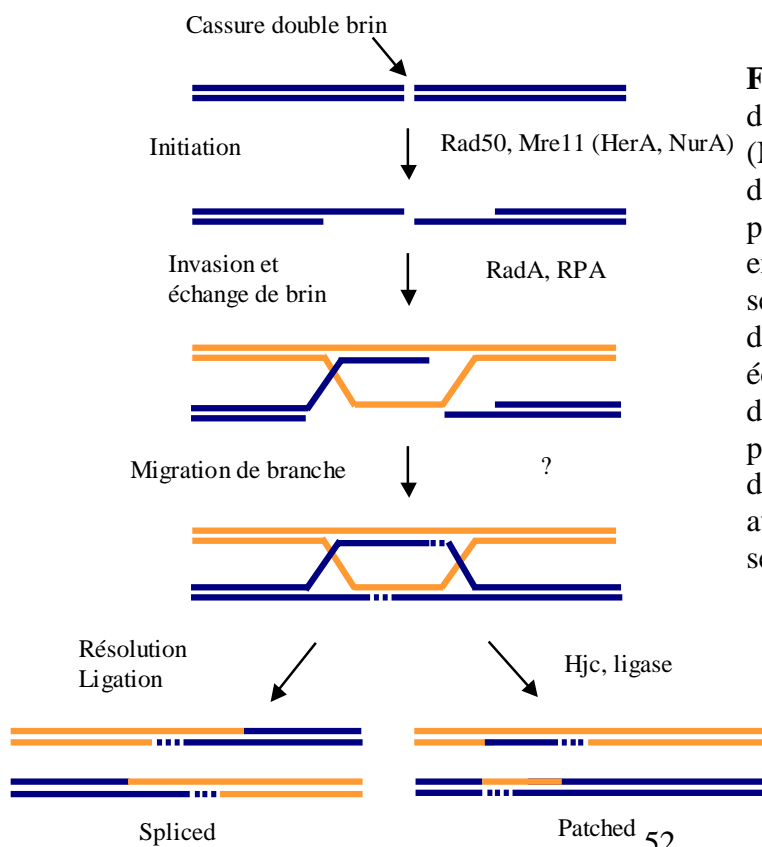 Cassure double brin
Initiation
Rad50, Mre11 (HerA, NurA)
Invasion et
échange de brin
RadA, RPA
Migration de branche
?
Résolution
Ligation
Hjc, ligase
Spliced
Patched
52
F
d
(
d
p
e
s
d
é
d
p
d
a
s